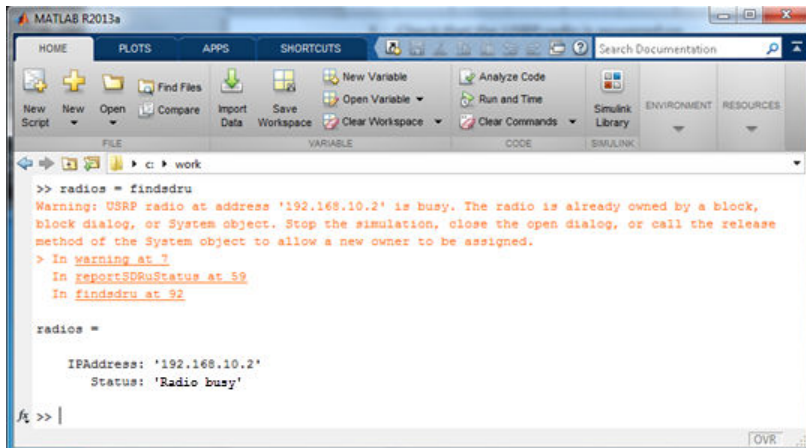 MATLAB R2013a
HOME PLOTS APPS SHORTCUTS Search Documentation
New Script New Open Find Files Compare Import Data Save Workspace New Variable Open Variable Clear Workspace Analyze Code Run and Time Clear Commands Simulink Library ENVIRONMENT RESOURCES
FILE VARIABLE CODE SIMULINK
c: work
>> radios = findsdru
Warning: USRP radio at address '192.168.10.2' is busy. The radio is already owned by a block,
block dialog, or System object. Stop the simulation, close the open dialog, or call the release
method of the System object to allow a new owner to be assigned.
> In warning at 7
In reportSDRuStatus at 59
In findsdru at 92
radios =
IPAddress: '192.168.10.2'
Status: 'Radio busy'
fx >>
OVR